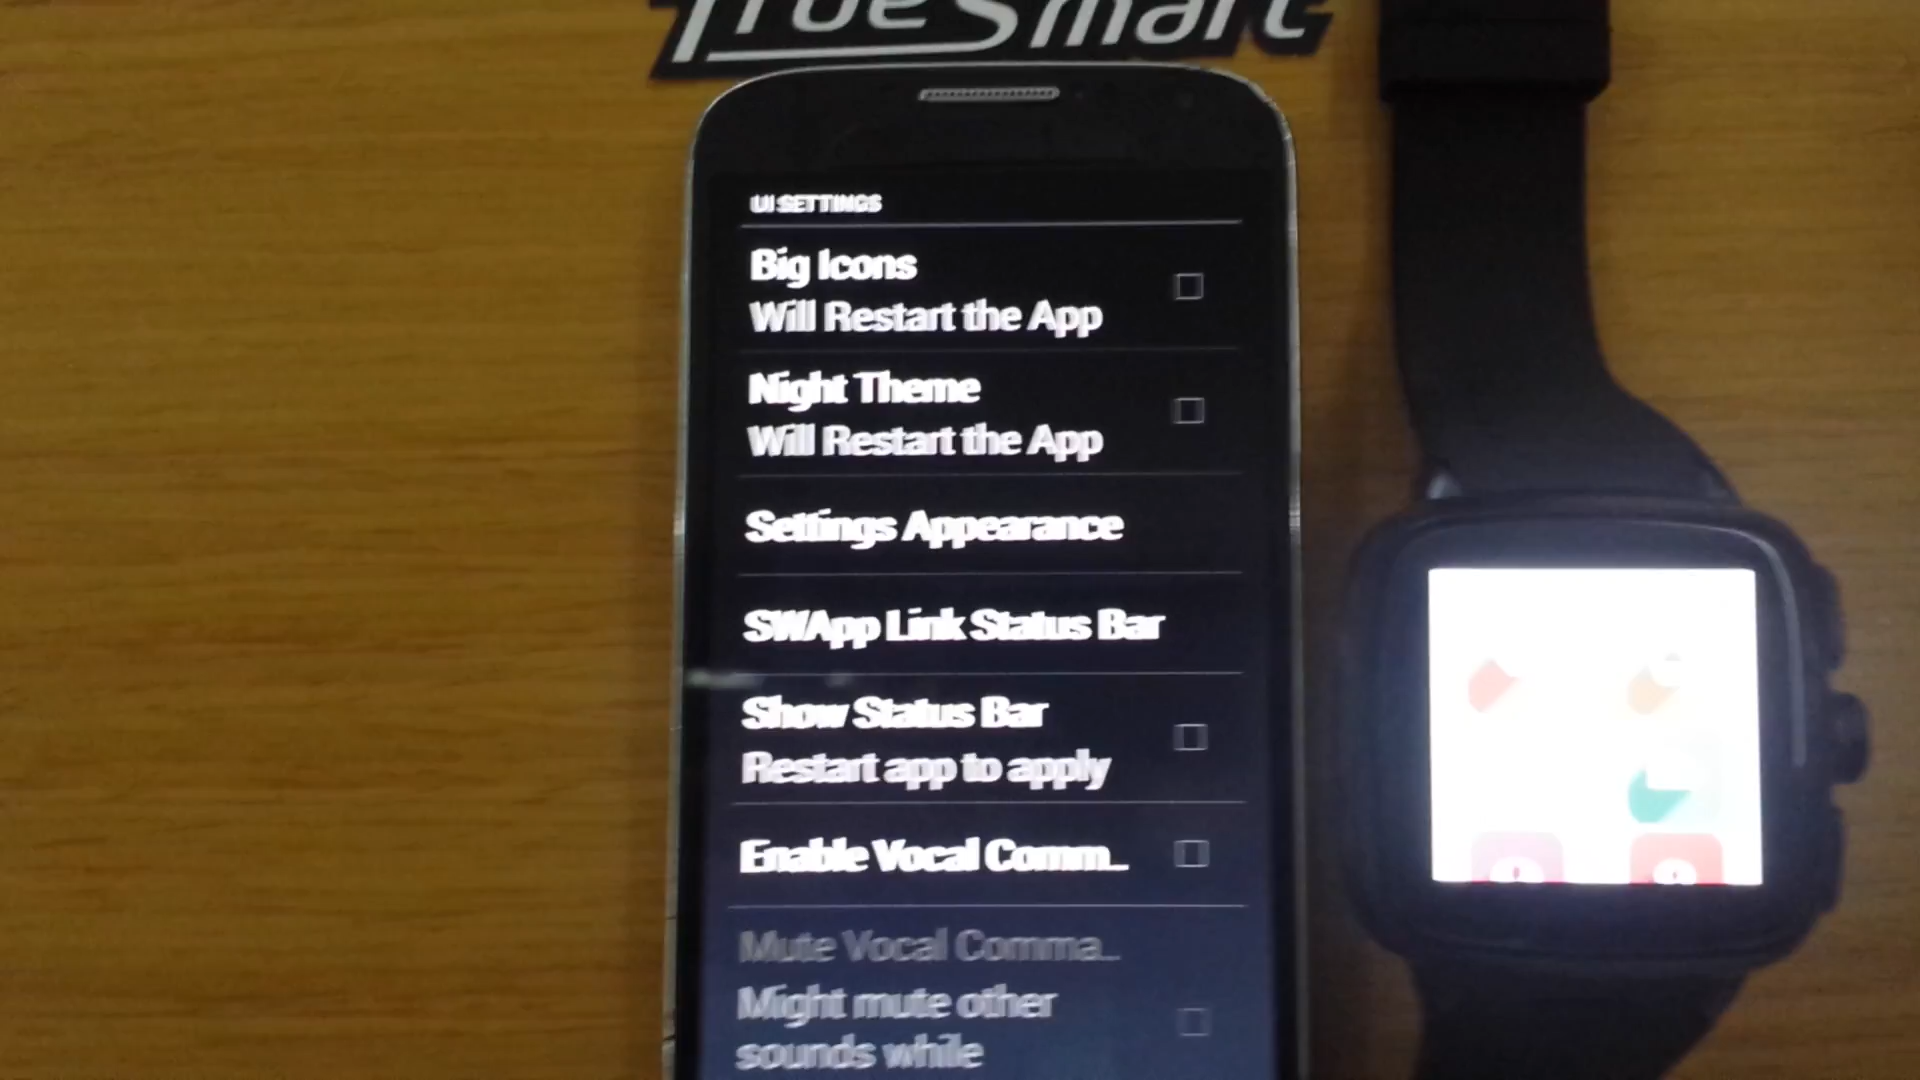 TrueSmart
UI SETTINGS
Big Icons
Will Restart the App
Night Theme
Will Restart the App
Settings Appearance
SWApp Link Status Bar
Show Status Bar
Restart app to apply
Enable Vocal Comm...
Mute Vocal Comma...
Might mute other
sounds while